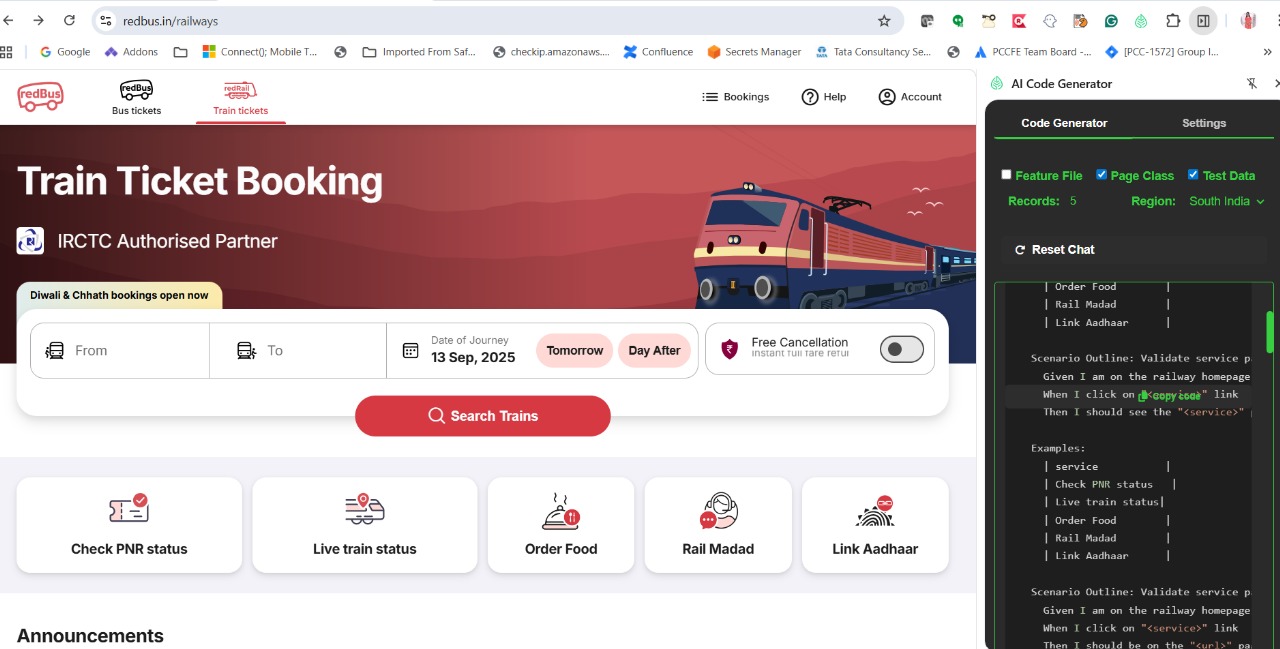 redbus.in/railways
Google
Addons
Connect(); Mobile T...
Imported From Saf...
checkip.amazonaws....
Confluence
Secrets Manager
Tata Consultancy Se...
PCCFE Team Board -...
[PCC-1572] Group I...
redBus
redBus
Bus tickets
redRail
Train tickets
Bookings
Help
Account
Train Ticket Booking
IRCTC Authorised Partner
Diwali & Chhath bookings open now
From
To
Date of Journey
13 Sep, 2025
Tomorrow
Day After
Free Cancellation
Instant full fare refun
Search Trains
Check PNR status
Live train status
Order Food
Rail Madad
Link Aadhaar
Announcements
AI Code Generator
Code Generator
Settings
Feature File
Page Class
Test Data
Records: 5
Region: South India
Reset Chat
| Order Food |
| Rail Madad |
| Link Aadhaar |
Scenario Outline: Validate service pa
Given I am on the railway homepage
When I click on "<service>" link
Copy code
Then I should see the "<service>"
Examples:
| service |
| Check PNR status |
| Live train status|
| Order Food |
| Rail Madad |
| Link Aadhaar |
Scenario Outline: Validate service pa
Given I am on the railway homepage
When I click on "<service>" link
Then I should be on the "<url>" pa